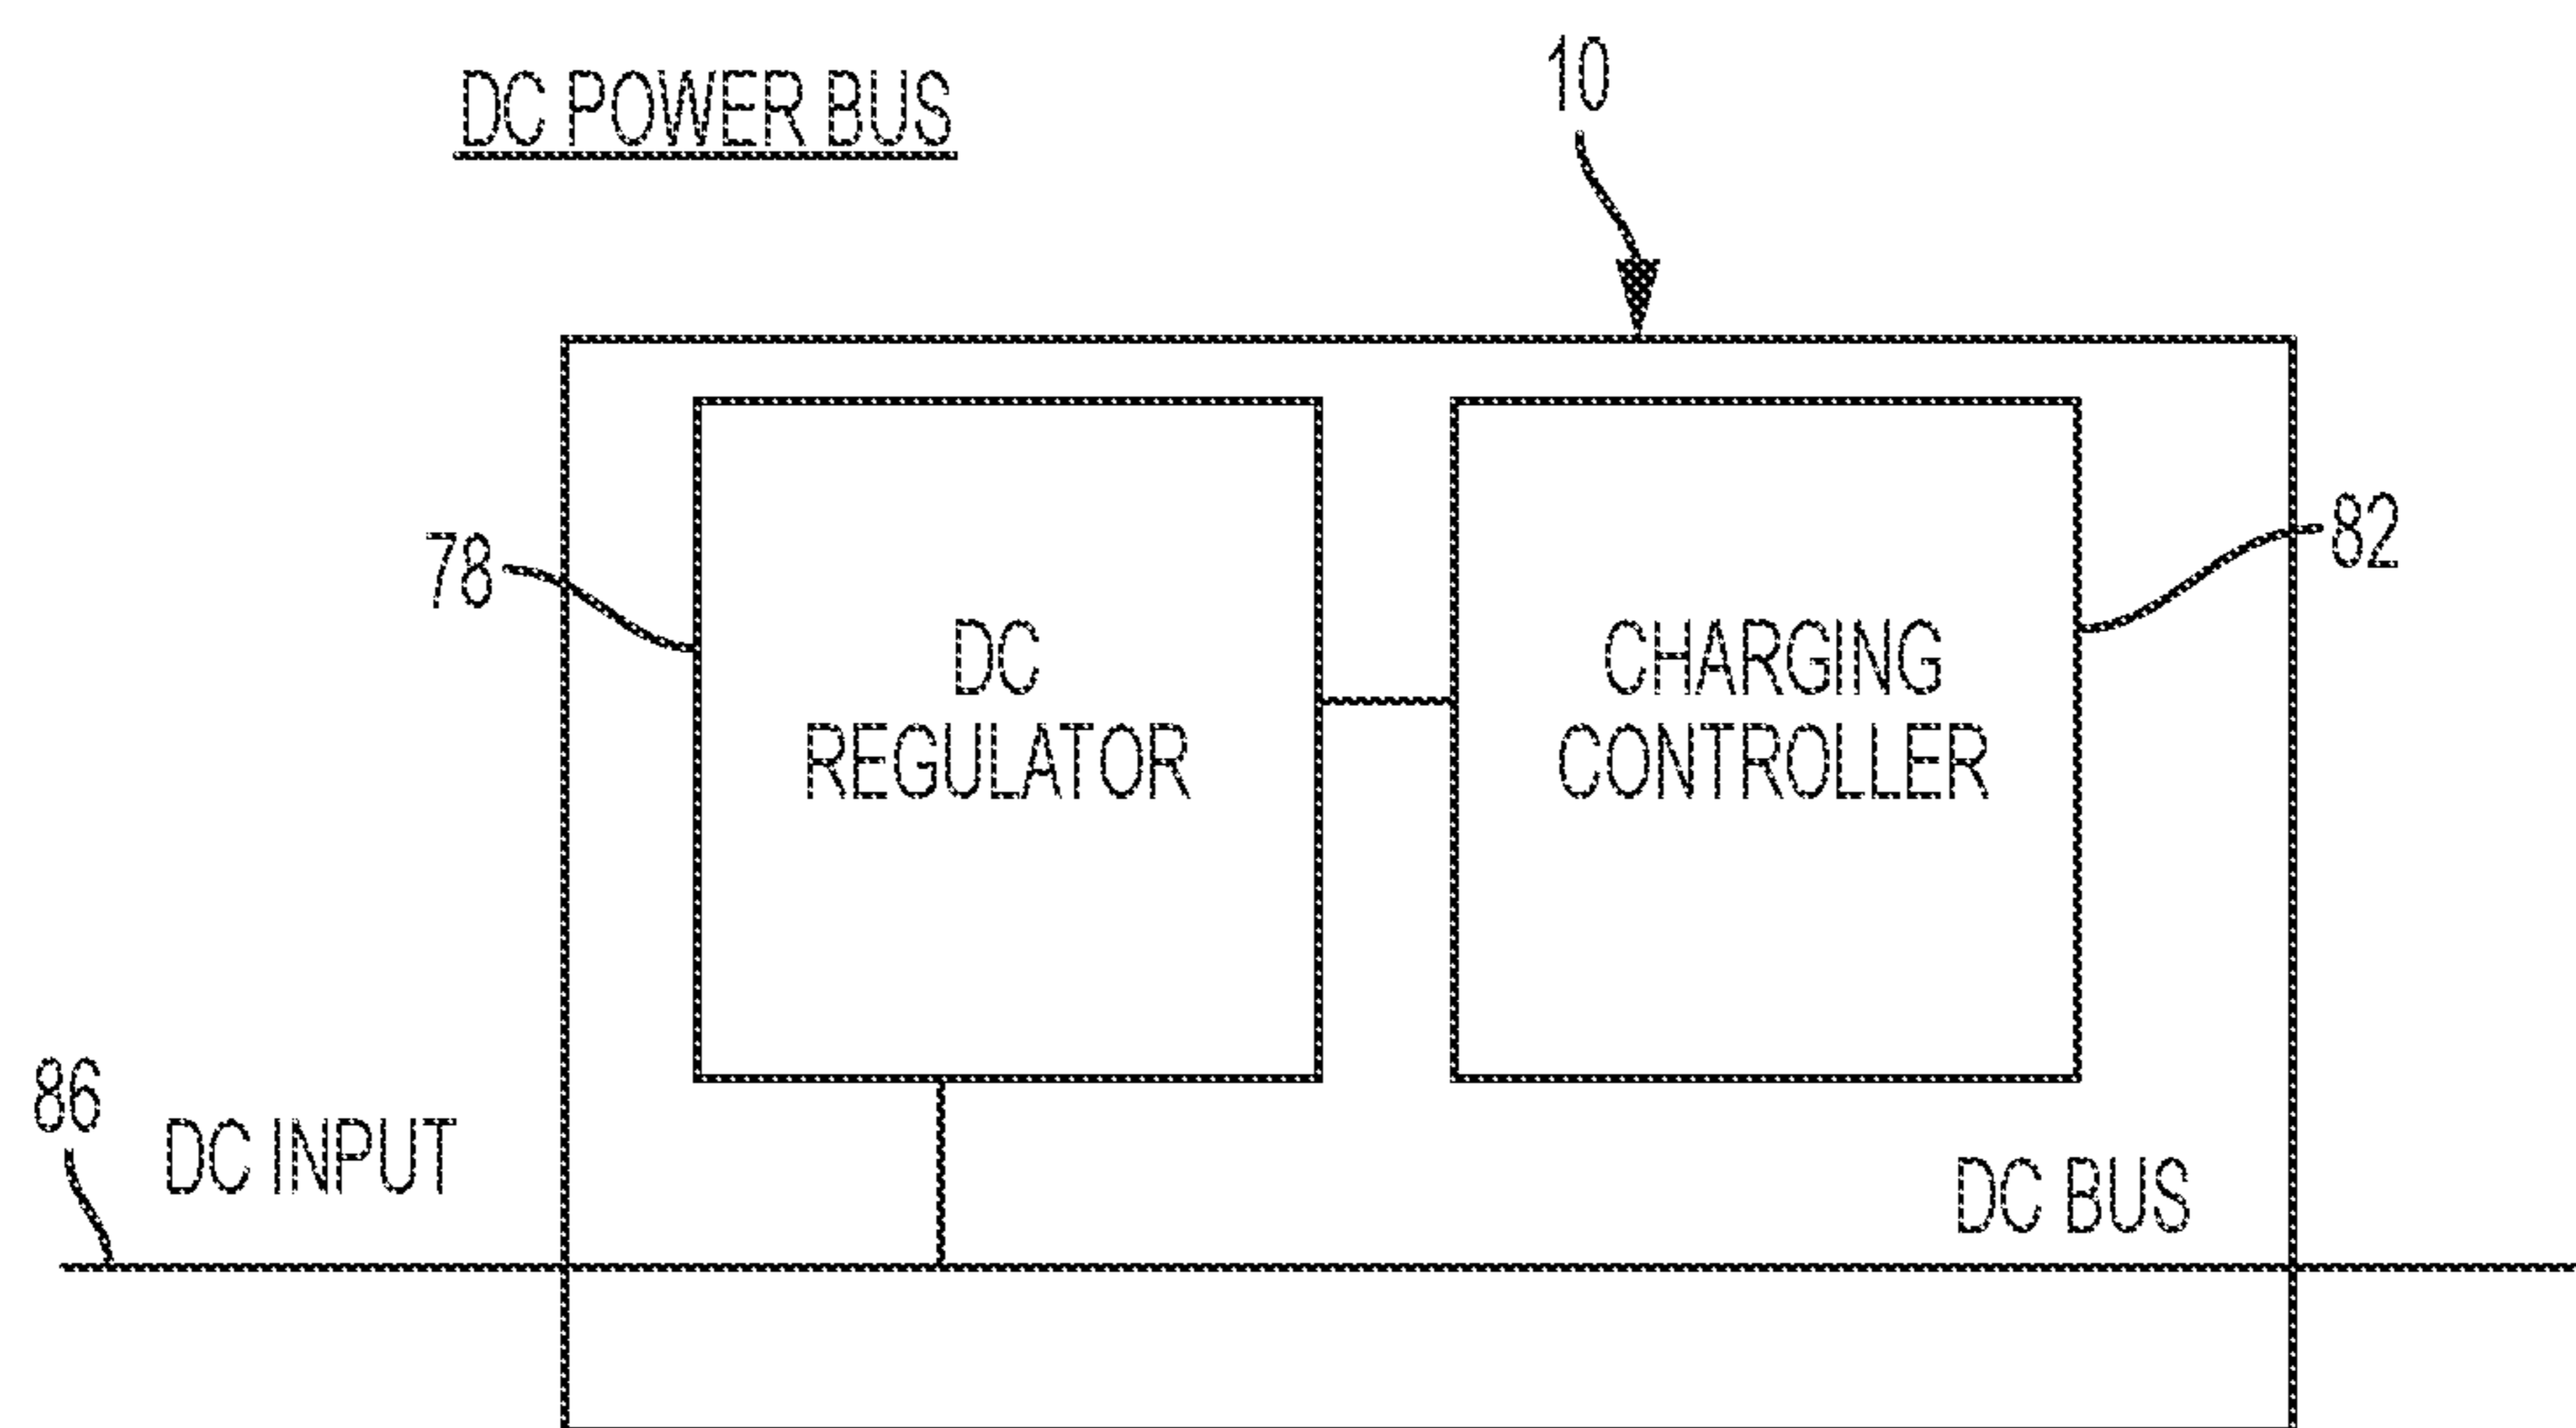 DC POWER BUS
10
78
82
DC
REGULATOR
CHARGING
CONTROLLER
86
DC INPUT
DC BUS